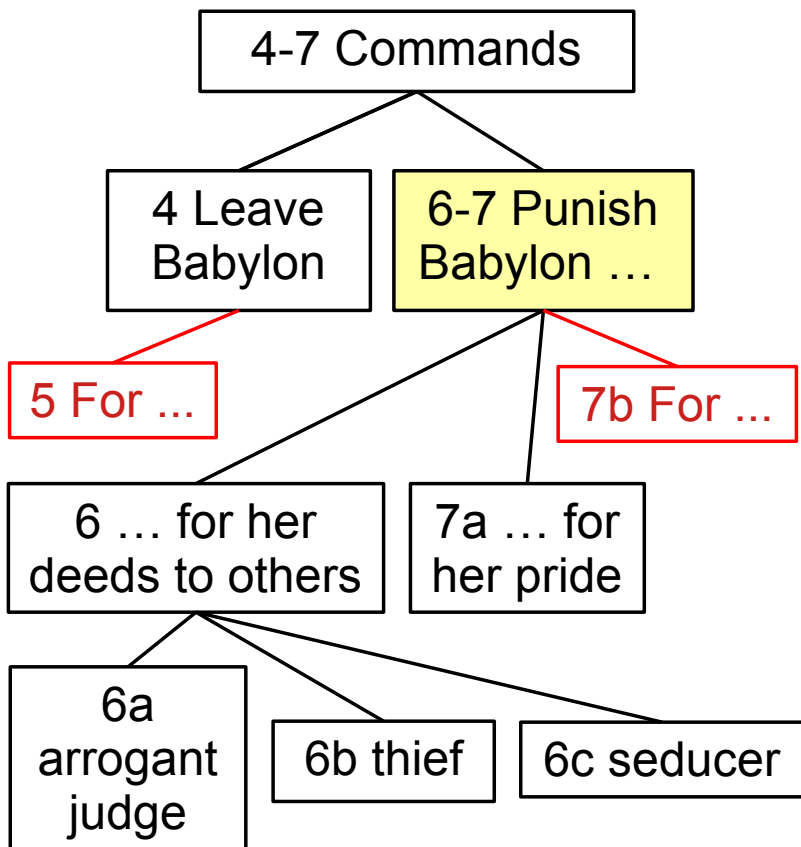 4-7 Commands
4 Leave
Babylon
6-7 Punish
Babylon …
5 For ...
7b For ...
6 … for her
deeds to others
7a … for
her pride
6a
arrogant
judge
6b thief
6c seducer